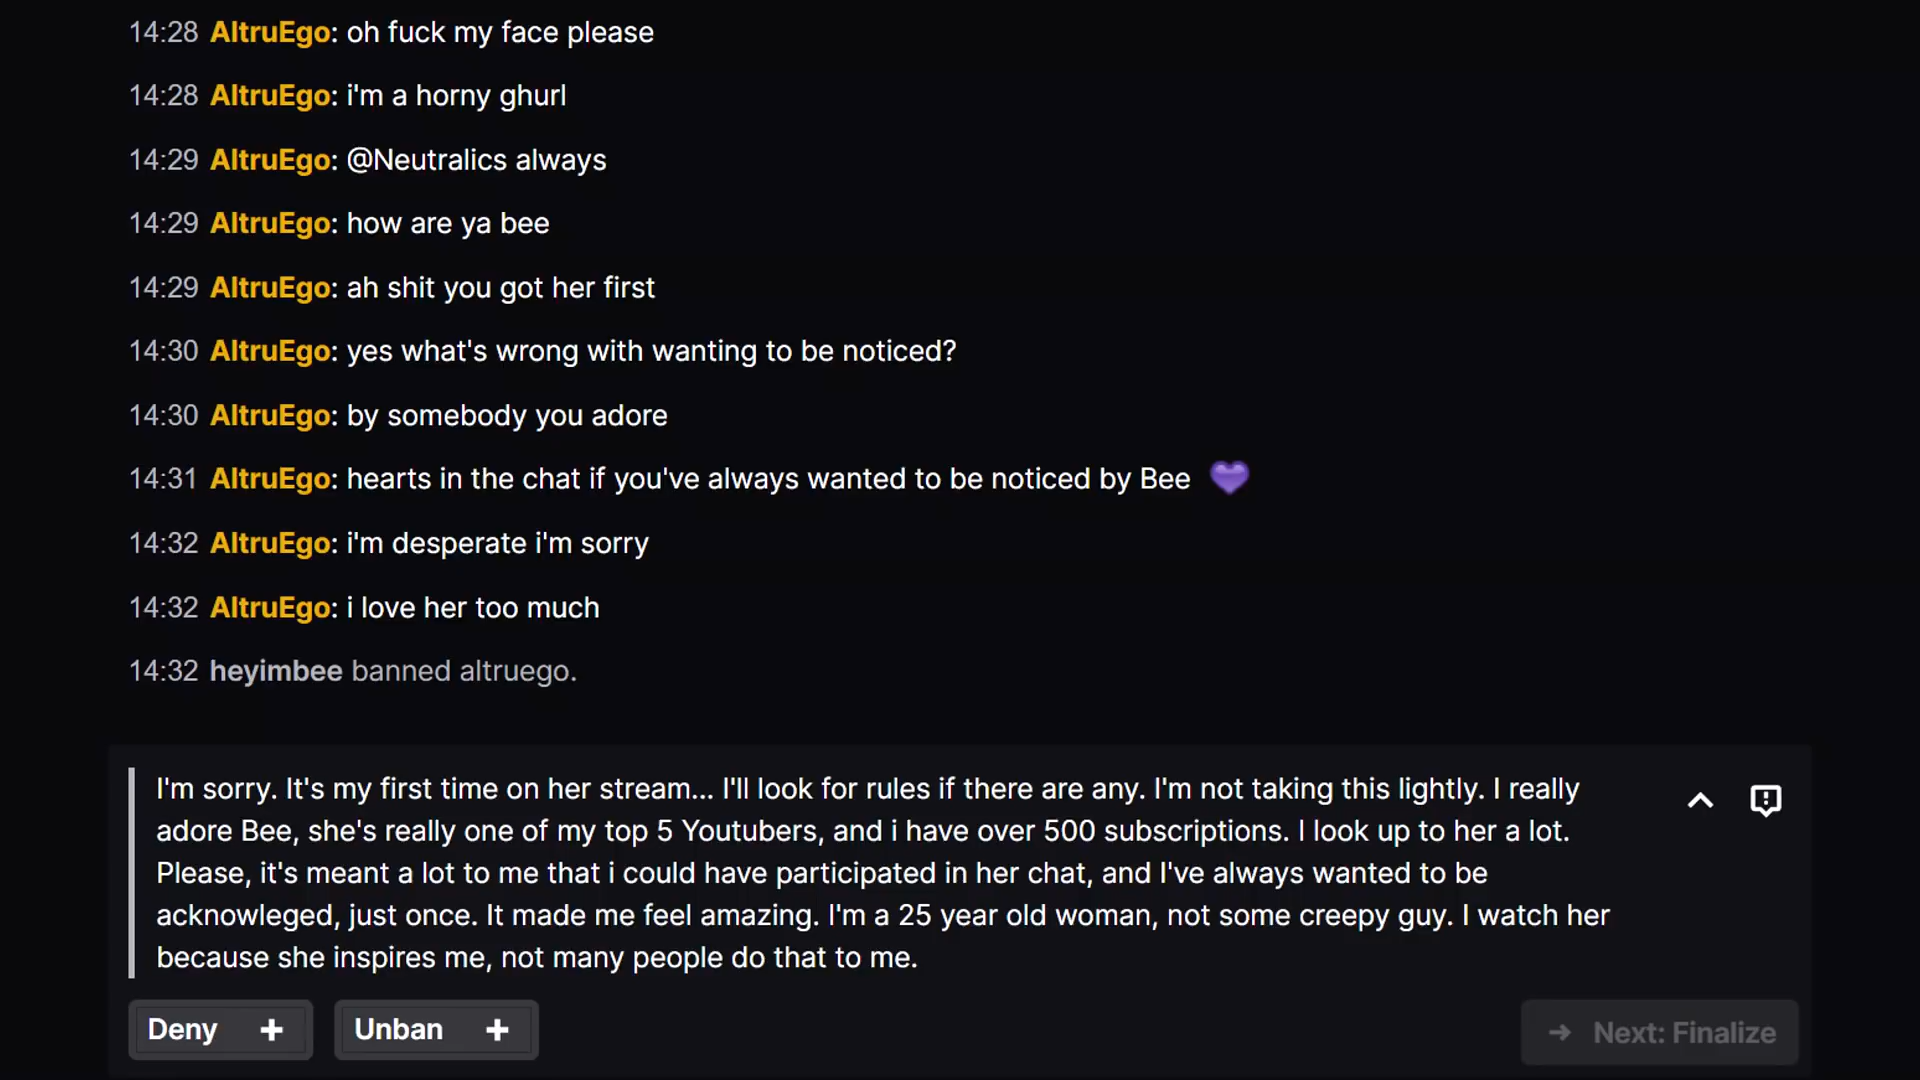 14:28 AltruEgo: oh fuck my face please
14:28 AltruEgo: i'm a horny ghurl
14:29 AltruEgo: @Neutralics always
14:29 AltruEgo: how are ya bee
14:29 AltruEgo: ah shit you got her first
14:30 AltruEgo: yes what's wrong with wanting to be noticed?
14:30 AltruEgo: by somebody you adore
14:31 AltruEgo: hearts in the chat if you've always wanted to be noticed by Bee 💜
14:32 AltruEgo: i'm desperate i'm sorry
14:32 AltruEgo: i love her too much
14:32 heyimbee banned altruego.
I'm sorry. It's my first time on her stream... I'll look for rules if there are any. I'm not taking this lightly. I really
adore Bee, she's really one of my top 5 Youtubers, and i have over 500 subscriptions. I look up to her a lot.
Please, it's meant a lot to me that i could have participated in her chat, and I've always wanted to be
acknowleged, just once. It made me feel amazing. I'm a 25 year old woman, not some creepy guy. I watch her
because she inspires me, not many people do that to me.
Deny + Unban + → Next: Finalize